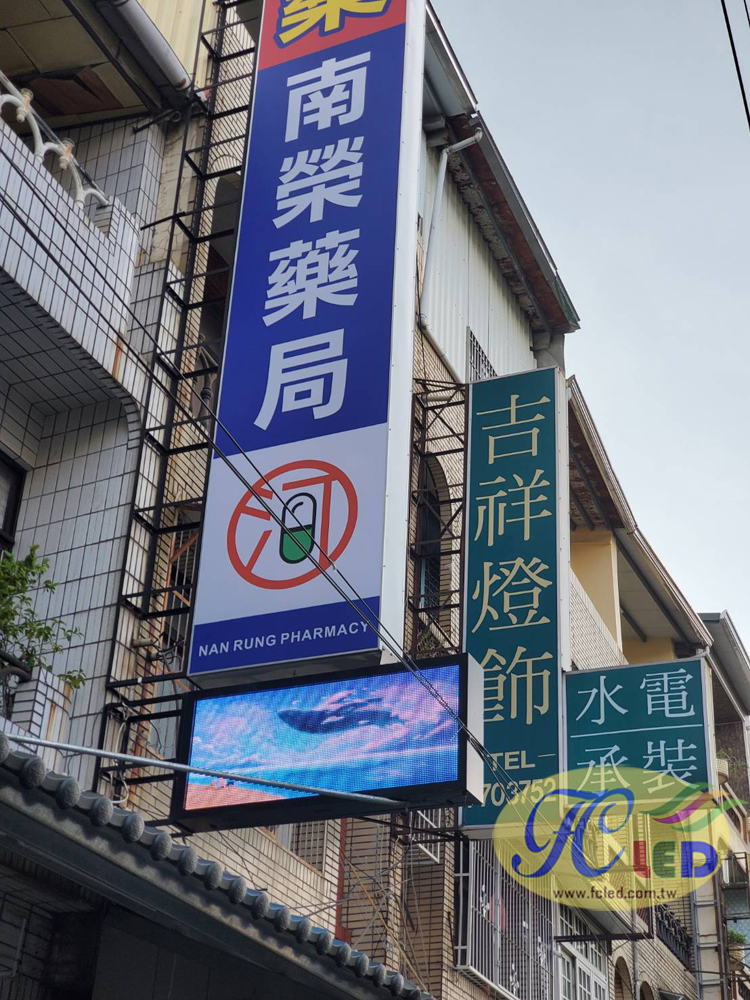 藥
南榮藥局
NAN RUNG PHARMACY
吉祥燈飾
TEL
703752
水電
承裝
FC LED
www.fcled.com.tw